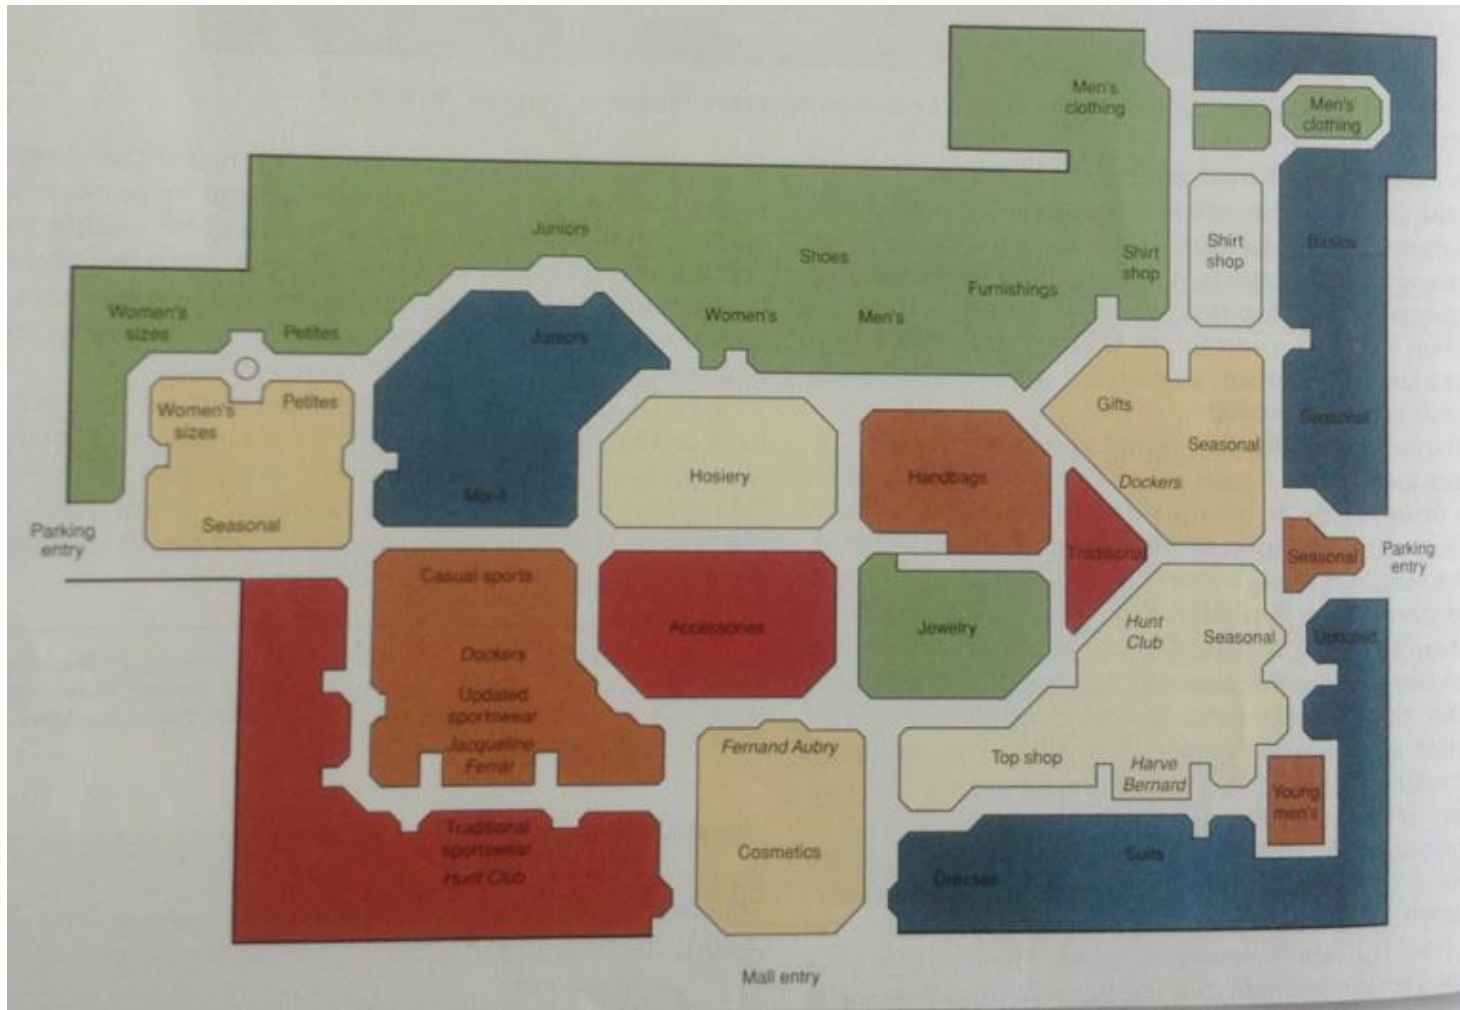 Men's
clothing
Men's
clothing
Juniors
Shoes
Shirt
shop
Shirt
shop
Basics
Furnishings
Women's
sizes
Petites
Women's
Men's
Juniors
Women's
sizes
Petites
Gifts
Seasonal
Seasonal
Hosiery
Handbags
Dockers
Mix-it
Seasonal
Parking
entry
Traditional
Seasonal
Parking
entry
Casual sports
Accessories
Jewelry
Hunt
Club
Seasonal
Updated
Dockers
Updated
sportswear
Jacqueline
Ferrar
Fernand Aubry
Top shop
Harve
Bernard
Young
men's
Traditional
sportswear
Hunt Club
Cosmetics
Suits
Dresses
Mall entry